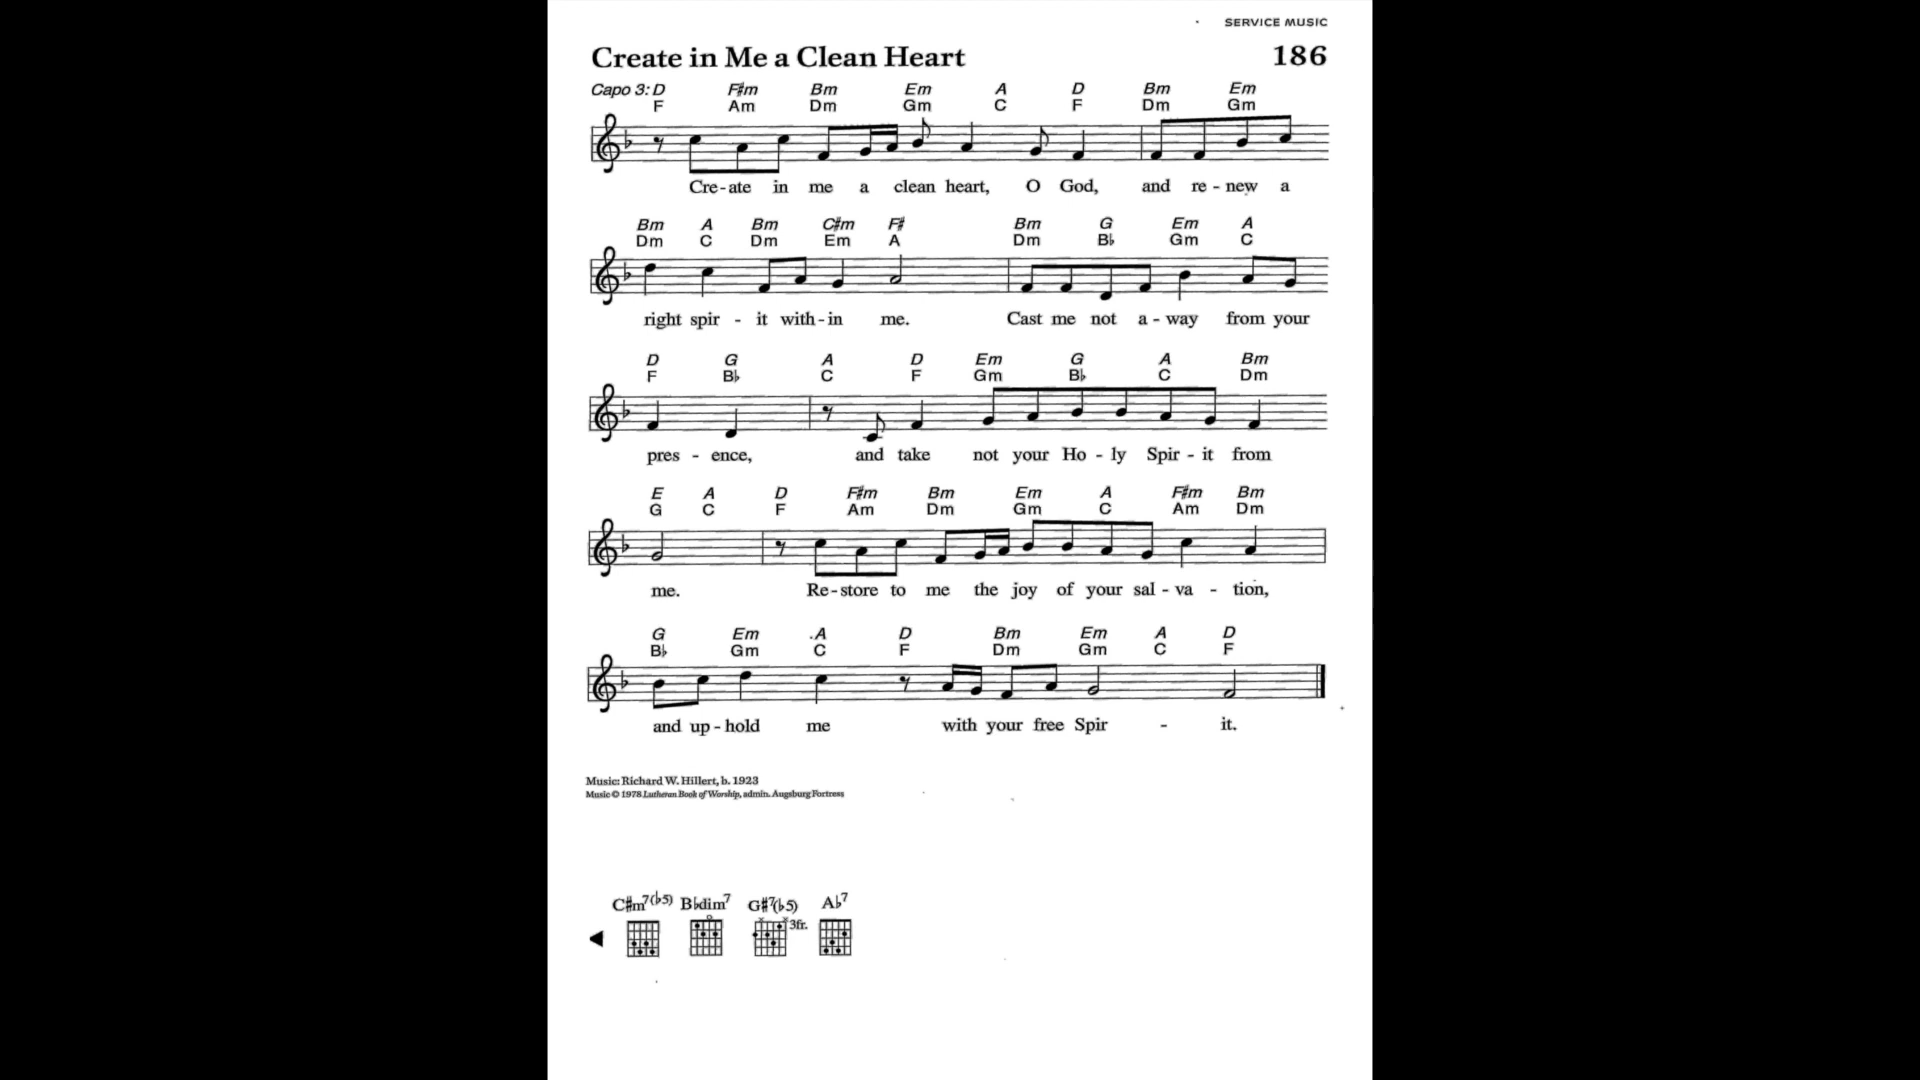 SERVICE MUSIC
Create in Me a Clean Heart 186
Capo 3: D F♯m Bm Em A D Bm Em
F Am Dm Gm C F Dm Gm
Cre - ate in me a clean heart, O God, and re - new a
Bm A Bm C♯m F♯ Bm G Em A
Dm C Dm Em A Dm B♭ Gm C
right spir - it with - in me. Cast me not a - way from your
D G A D Em G A Bm
F B♭ C F Gm B♭ C Dm
pres - ence, and take not your Ho - ly Spir - it from
E A D F♯m Bm Em A F♯m Bm
G C F Am Dm Gm C Am Dm
me. Re - store to me the joy of your sal - va - tion,
G Em A D Bm Em A D
B♭ Gm C F Dm Gm C F
and up - hold me with your free Spir - it.
Music: Richard W. Hillert, b. 1923
Music © 1978 Lutheran Book of Worship, admin. Augsburg Fortress
C♯m7(♭5) B♭dim7 G♯7(♭5) A♭7
3fr.